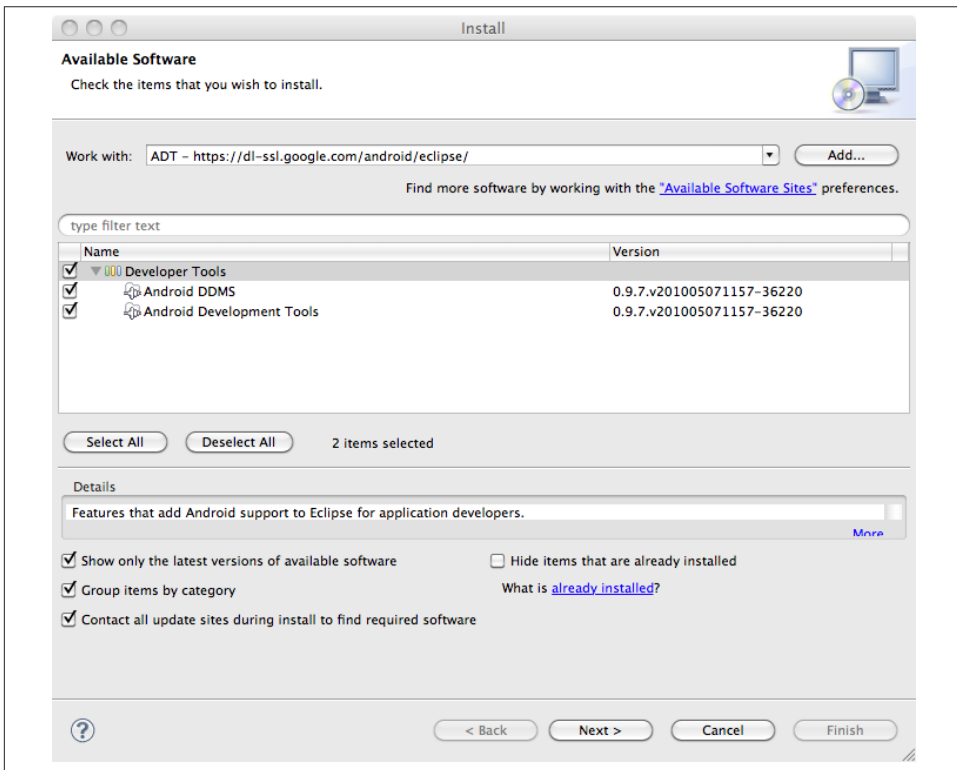 Install
Available Software
Check the items that you wish to install.
Work with: ADT - https://dl-ssl.google.com/android/eclipse/ Add...
Find more software by working with the "Available Software Sites" preferences.
type filter text
Name Version
Developer Tools
Android DDMS 0.9.7.v201005071157-36220
Android Development Tools 0.9.7.v201005071157-36220
Select All Deselect All 2 items selected
Details
Features that add Android support to Eclipse for application developers.
More
Show only the latest versions of available software Hide items that are already installed
Group items by category What is already installed?
Contact all update sites during install to find required software
? < Back Next > Cancel Finish